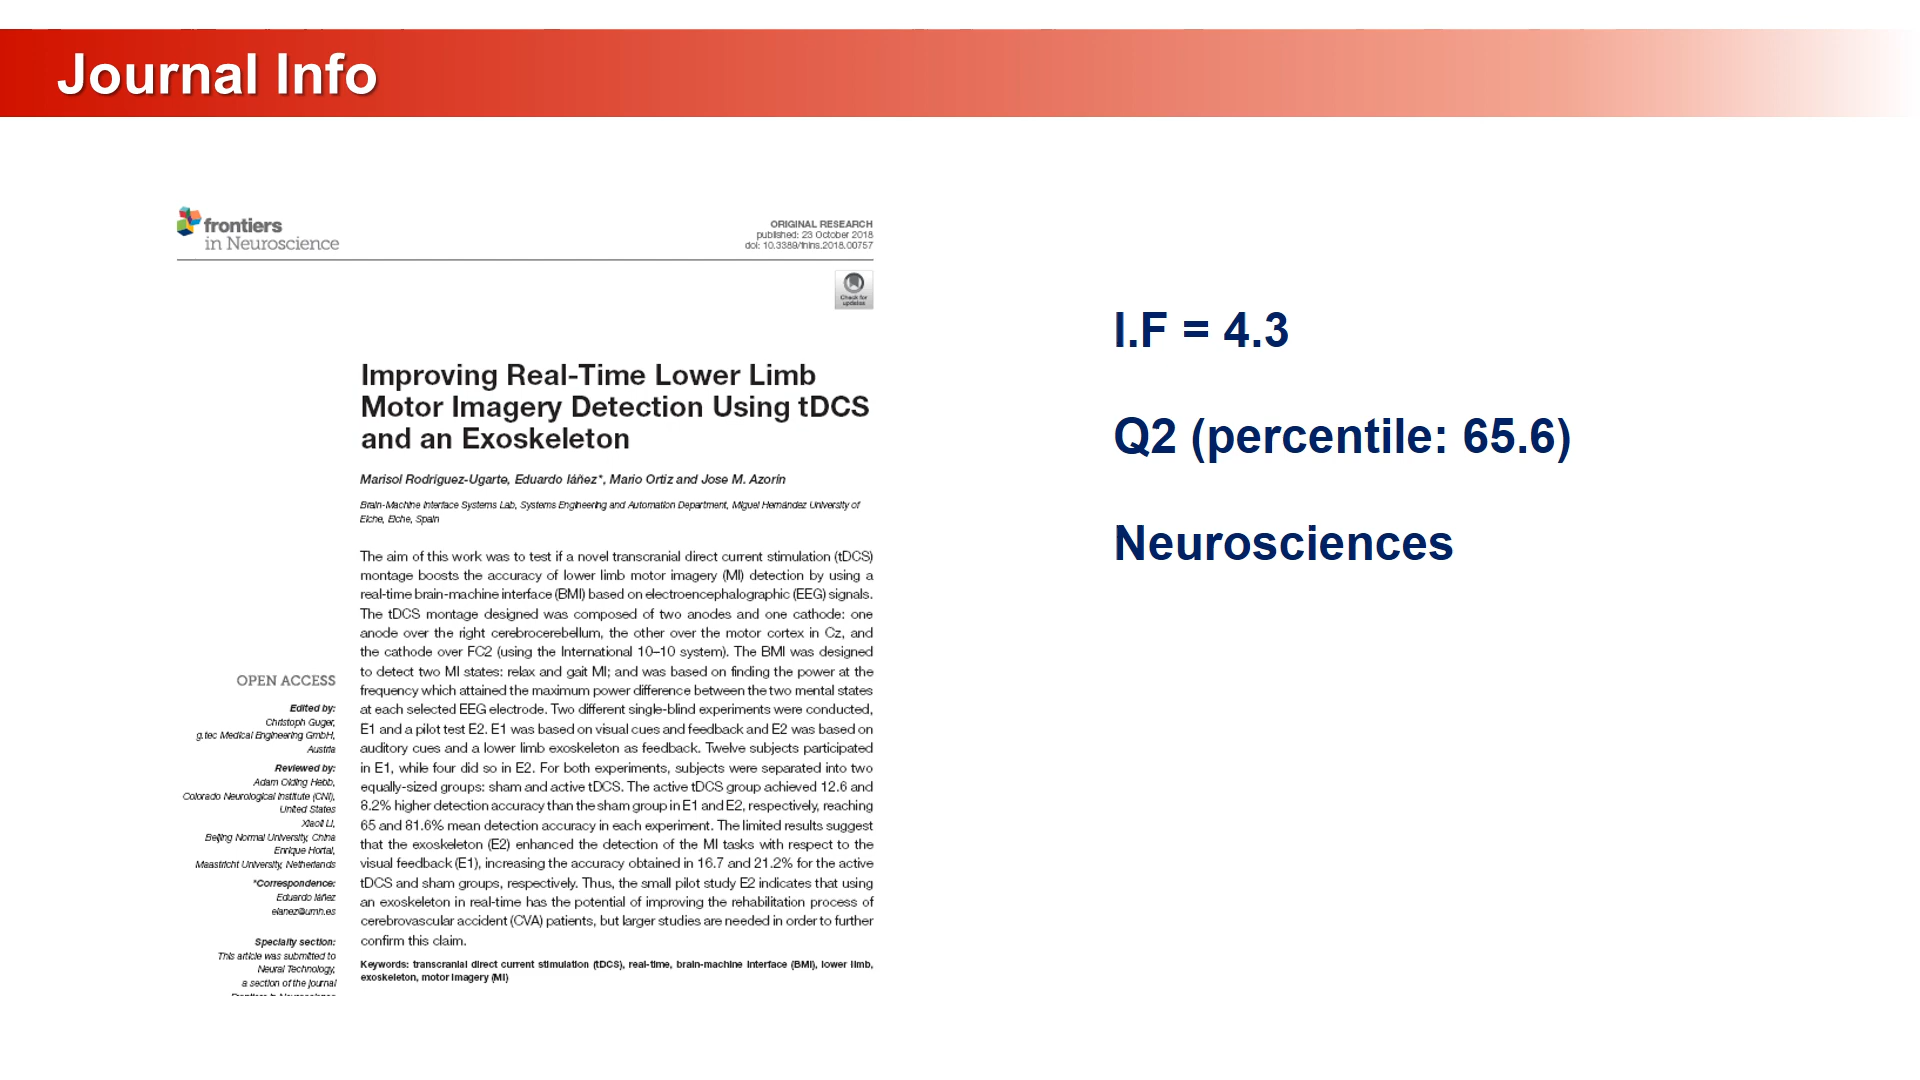 Journal Info
frontiers
in Neuroscience
ORIGINAL RESEARCH
published: 23 October 2018
doi: 10.3389/fnins.2018.00757
Check for
updates
Improving Real-Time Lower Limb
Motor Imagery Detection Using tDCS
and an Exoskeleton
Marisol Rodríguez-Ugarte, Eduardo Iáñez*, Mario Ortiz and Jose M. Azorín
Brain-Machine Interface Systems Lab, Systems Engineering and Automation Department, Miguel Hernández University of
Elche, Elche, Spain
The aim of this work was to test if a novel transcranial direct current stimulation (tDCS)
montage boosts the accuracy of lower limb motor imagery (MI) detection by using a
real-time brain-machine interface (BMI) based on electroencephalographic (EEG) signals.
The tDCS montage designed was composed of two anodes and one cathode: one
anode over the right cerebrocerebellum, the other over the motor cortex in Cz, and
the cathode over FC2 (using the International 10–10 system). The BMI was designed
to detect two MI states: relax and gait MI; and was based on finding the power at the
frequency which attained the maximum power difference between the two mental states
at each selected EEG electrode. Two different single-blind experiments were conducted,
E1 and a pilot test E2. E1 was based on visual cues and feedback and E2 was based on
auditory cues and a lower limb exoskeleton as feedback. Twelve subjects participated
in E1, while four did so in E2. For both experiments, subjects were separated into two
equally-sized groups: sham and active tDCS. The active tDCS group achieved 12.6 and
8.2% higher detection accuracy than the sham group in E1 and E2, respectively, reaching
65 and 81.6% mean detection accuracy in each experiment. The limited results suggest
that the exoskeleton (E2) enhanced the detection of the MI tasks with respect to the
visual feedback (E1), increasing the accuracy obtained in 16.7 and 21.2% for the active
tDCS and sham groups, respectively. Thus, the small pilot study E2 indicates that using
an exoskeleton in real-time has the potential of improving the rehabilitation process of
cerebrovascular accident (CVA) patients, but larger studies are needed in order to further
confirm this claim.
Keywords: transcranial direct current stimulation (tDCS), real-time, brain-machine interface (BMI), lower limb,
exoskeleton, motor imagery (MI)
OPEN ACCESS
Edited by:
Christoph Guger,
g.tec Medical Engineering GmbH,
Austria
Reviewed by:
Adam Olding Hebb,
Colorado Neurological Institute (CNI),
United States
Xiaoli Li,
Beijing Normal University, China
Enrique Hortal,
Maastricht University, Netherlands
*Correspondence:
Eduardo Iáñez
eianez@umh.es
Specialty section:
This article was submitted to
Neural Technology,
a section of the journal
Frontiers in Neuroscience
I.F = 4.3
Q2 (percentile: 65.6)
Neurosciences